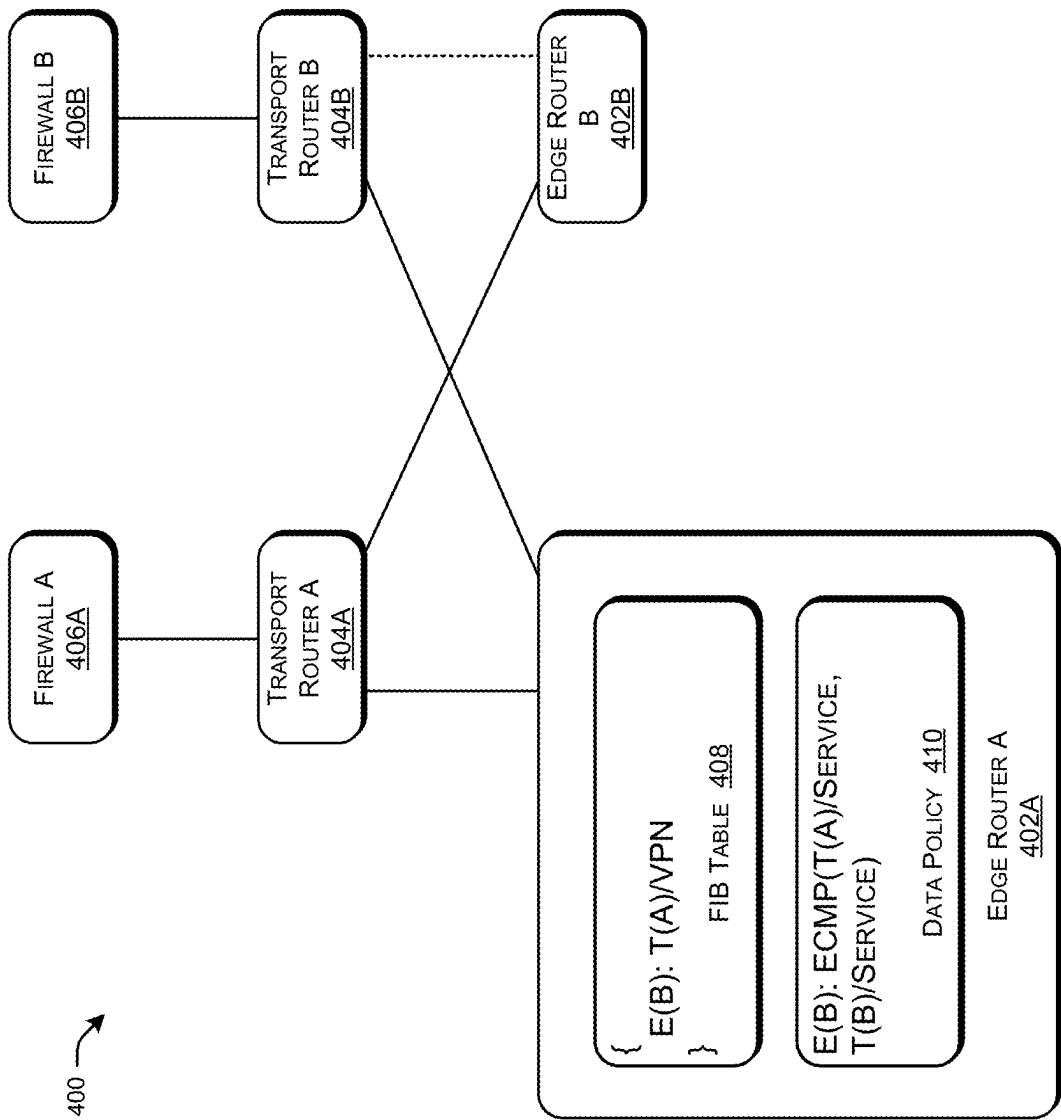 400
FIREWALL A
406A
FIREWALL B
406B
TRANSPORT
ROUTER A
404A
TRANSPORT
ROUTER B
404B
{
E(B): T(A)/VPN
}
FIB TABLE 408
E(B): ECMP(T(A)/SERVICE,
T(B)/SERVICE)
DATA POLICY 410
EDGE ROUTER A
402A
EDGE ROUTER
B
402B